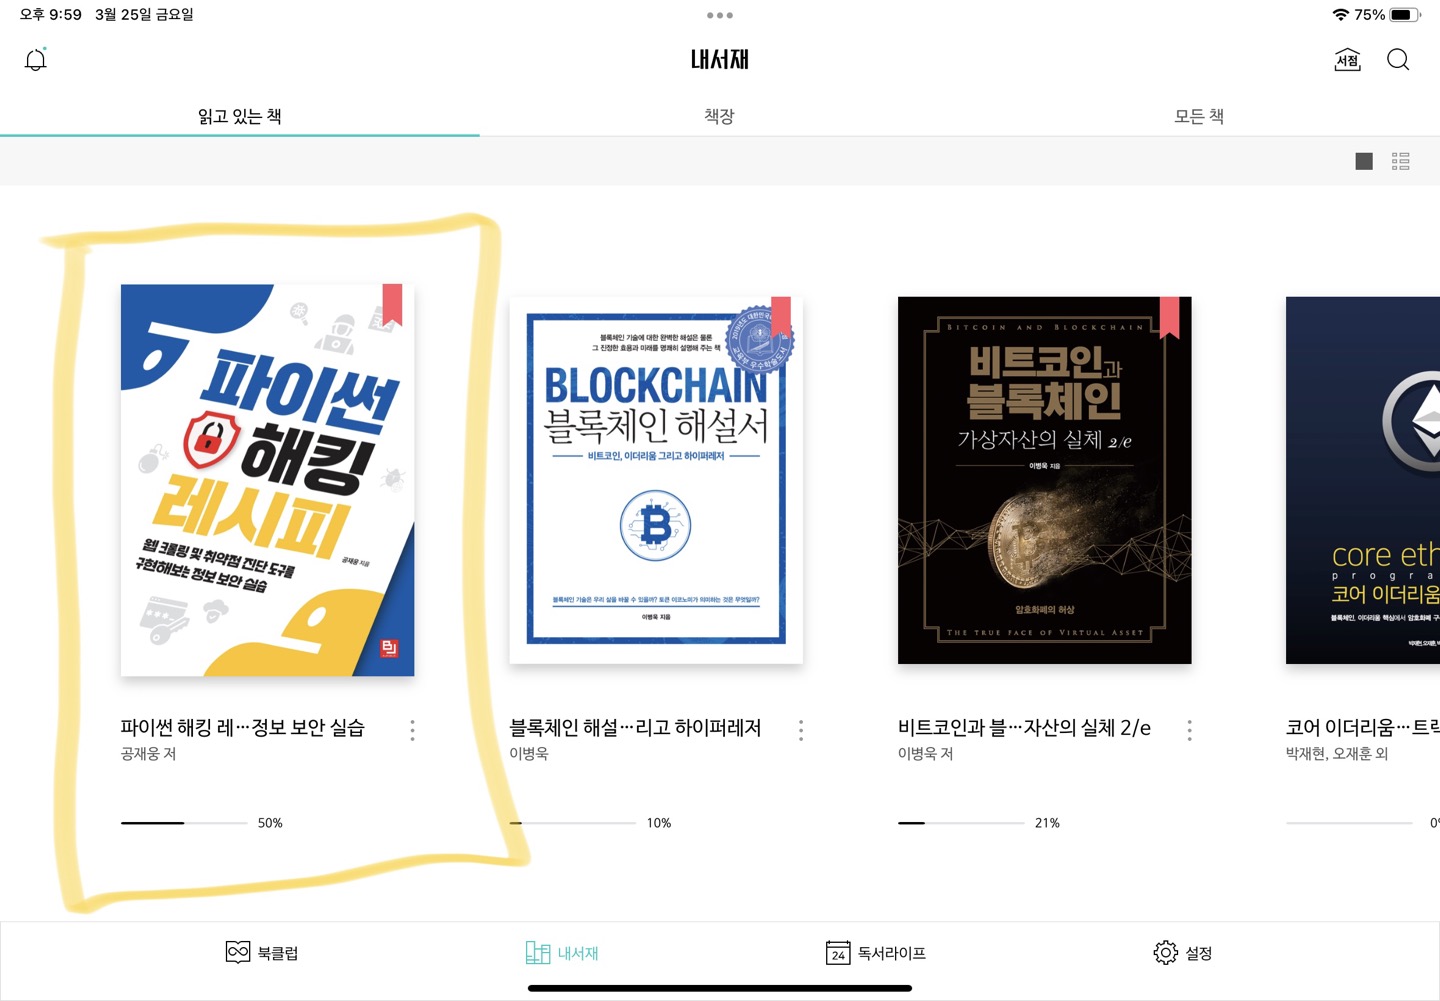 오후 9:59 3월 25일 금요일
75%
내서재
서점
읽고 있는 책
책장
모든 책
파이썬
해킹
레시피
웹 크롤링 및 취약점 진단 도구를
구현해보는 정보 보안 실습
공재웅 지음
BJ
파이썬 해킹 레…정보 보안 실습
공재웅 저
50%
블록체인 기술에 대한 완벽한 해설은 물론
그 진정한 효용과 미래를 명쾌히 설명해 주는 책
교육부 우수학술도서
BLOCKCHAIN
블록체인 해설서
비트코인, 이더리움 그리고 하이퍼레저
블록체인 기술은 우리 삶을 바꿀 수 있을까? 토큰 이코노미가 의미하는 것은 무엇일까?
이병욱 지음
블록체인 해설…리고 하이퍼레저
이병욱
10%
BITCOIN AND BLOCKCHAIN
비트코인과
블록체인
가상자산의 실체 2/e
이병욱 지음
암호화폐의 허상
THE TRUE FACE OF VIRTUAL ASSET
비트코인과 블…자산의 실체 2/e
이병욱 저
21%
core eth
progra
코어 이더리움
블록체인, 이더리움 핵심에서 암호화폐 구
코어 이더리움…트릭
박재현, 오재훈 외
0%
북클럽
내서재
24
독서라이프
설정